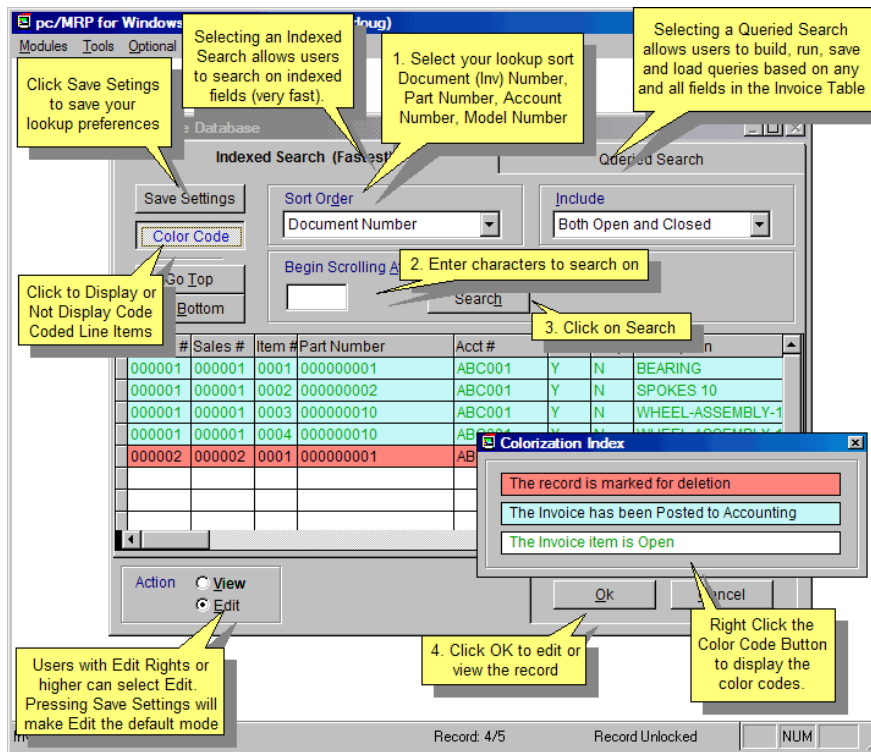 pc/MRP for Windows
doug)
Modules Tools Optional
Click Save Setings
to save your
lookup preferences
Selecting an Indexed
Search allows users
to search on indexed
fields (very fast).
1. Select your lookup sort
Document (Inv) Number,
Part Number, Account
Number, Model Number
Selecting a Queried Search
allows users to build, run, save
and load queries based on any
and all fields in the Invoice Table
Database
Indexed Search (Fastest)
Queried Search
Save Settings
Sort Order
Include
Document Number
Both Open and Closed
Color Code
Begin Scrolling
2. Enter characters to search on
Click to Display or
Not Display Code
Coded Line Items
Go Top
Bottom
Search
3. Click on Search
# Sales # Item # Part Number Acct #
000001 000001 0001 000000001 ABC001 Y N BEARING
000001 000001 0002 000000002 ABC001 Y N SPOKES 10
000001 000001 0003 000000010 ABC001 Y N WHEEL-ASSEMBLY-1
000001 000001 0004 000000010 ABC001 Y N WHEEL-ASSEMBLY-1
000002 000002 0001 000000001
Colorization Index
The record is marked for deletion
The Invoice has been Posted to Accounting
The Invoice item is Open
Action
View
Edit
Ok
Cancel
Users with Edit Rights or
higher can select Edit.
Pressing Save Settings will
make Edit the default mode
4. Click OK to edit or
view the record
Right Click the
Color Code Button
to display the
color codes.
Record: 4/5
Record Unlocked
NUM